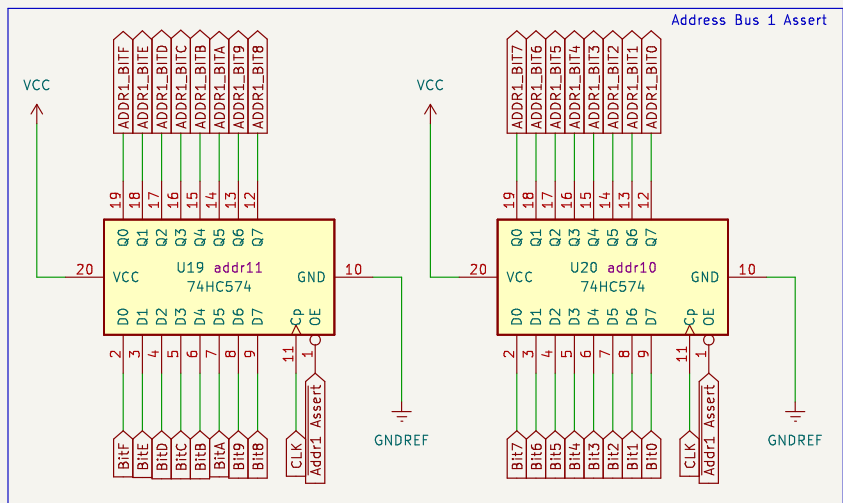 Address Bus 1 Assert
ADDR1_BITF
ADDR1_BITE
ADDR1_BITD
ADDR1_BITC
ADDR1_BITB
ADDR1_BITA
ADDR1_BIT9
ADDR1_BIT8
ADDR1_BIT7
ADDR1_BIT6
ADDR1_BIT5
ADDR1_BIT4
ADDR1_BIT3
ADDR1_BIT2
ADDR1_BIT1
ADDR1_BIT0
VCC
VCC
19 18 17 16 15 14 13 12
19 18 17 16 15 14 13 12
Q0 Q1 Q2 Q3 Q4 Q5 Q6 Q7
Q0 Q1 Q2 Q3 Q4 Q5 Q6 Q7
20 VCC U19 addr11 GND 10
74HC574
20 VCC U20 addr10 GND 10
74HC574
D0 D1 D2 D3 D4 D5 D6 D7 Cp OE
D0 D1 D2 D3 D4 D5 D6 D7 Cp OE
2 3 4 5 6 7 8 9 11 1
2 3 4 5 6 7 8 9 11 1
GNDREF
GNDREF
BitF
BitE
BitD
BitC
BitB
BitA
Bit9
Bit8
CLK
Addr1 Assert
Bit7
Bit6
Bit5
Bit4
Bit3
Bit2
Bit1
Bit0
CLK
Addr1 Assert